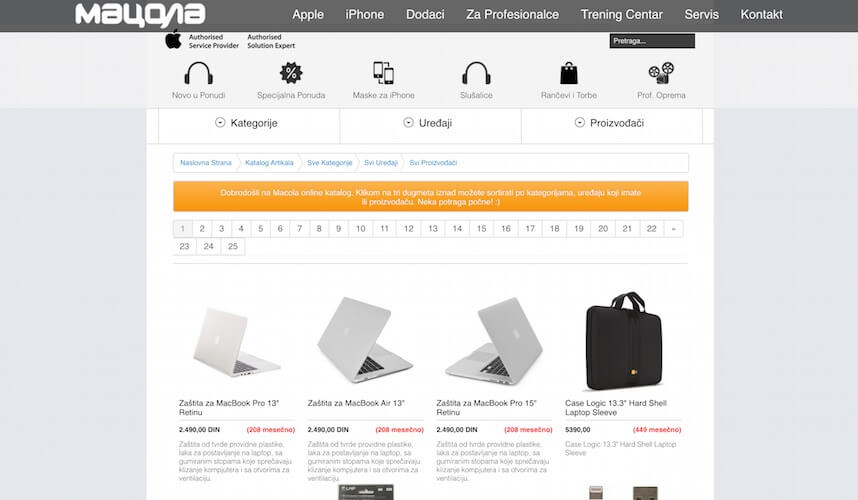 мацола
Apple iPhone Dodaci Za Profesionalce Trening Centar Servis Kontakt
Authorised Service Provider
Authorised Solution Expert
Pretraga...
Novo u Ponudi Specijalna Ponuda Maske za iPhone Slušalice Rančevi i Torbe Prof. Oprema
Kategorije Uređaji Proizvođači
Naslovna Strana Katalog Artikala Sve Kategorije Svi Uređaji Svi Proizvođači
Dobrodošli na Macola online katalog. Klikom na tri dugmeta iznad možete sortirati po kategorijama, uređaju koji imate
ili proizvođaču. Neka potraga počne! :)
1 2 3 4 5 6 7 8 9 10 11 12 13 14 15 16 17 18 19 20 21 22 »
23 24 25
Zaštita za MacBook Pro 13"
Retinu
2.490,00 DIN (208 mesečno)
Zaštita od tvrde providne plastike,
laka za postavljanje na laptop, sa
gumiranim stopama koje sprečavaju
klizanje kompjutera i sa otvorima za
ventilaciju.
Zaštita za MacBook Air 13"
2.490,00 DIN (208 mesečno)
Zaštita od tvrde providne plastike,
laka za postavljanje na laptop, sa
gumiranim stopama koje sprečavaju
klizanje kompjutera i sa otvorima za
ventilaciju.
Zaštita za MacBook Pro 15"
Retinu
2.490,00 DIN (208 mesečno)
Zaštita od tvrde providne plastike,
laka za postavljanje na laptop, sa
gumiranim stopama koje sprečavaju
klizanje kompjutera i sa otvorima za
ventilaciju.
Case Logic 13.3" Hard Shell
Laptop Sleeve
5390,00 (449 mesečno)
Case Logic 13.3" Hard Shell Laptop
Sleeve